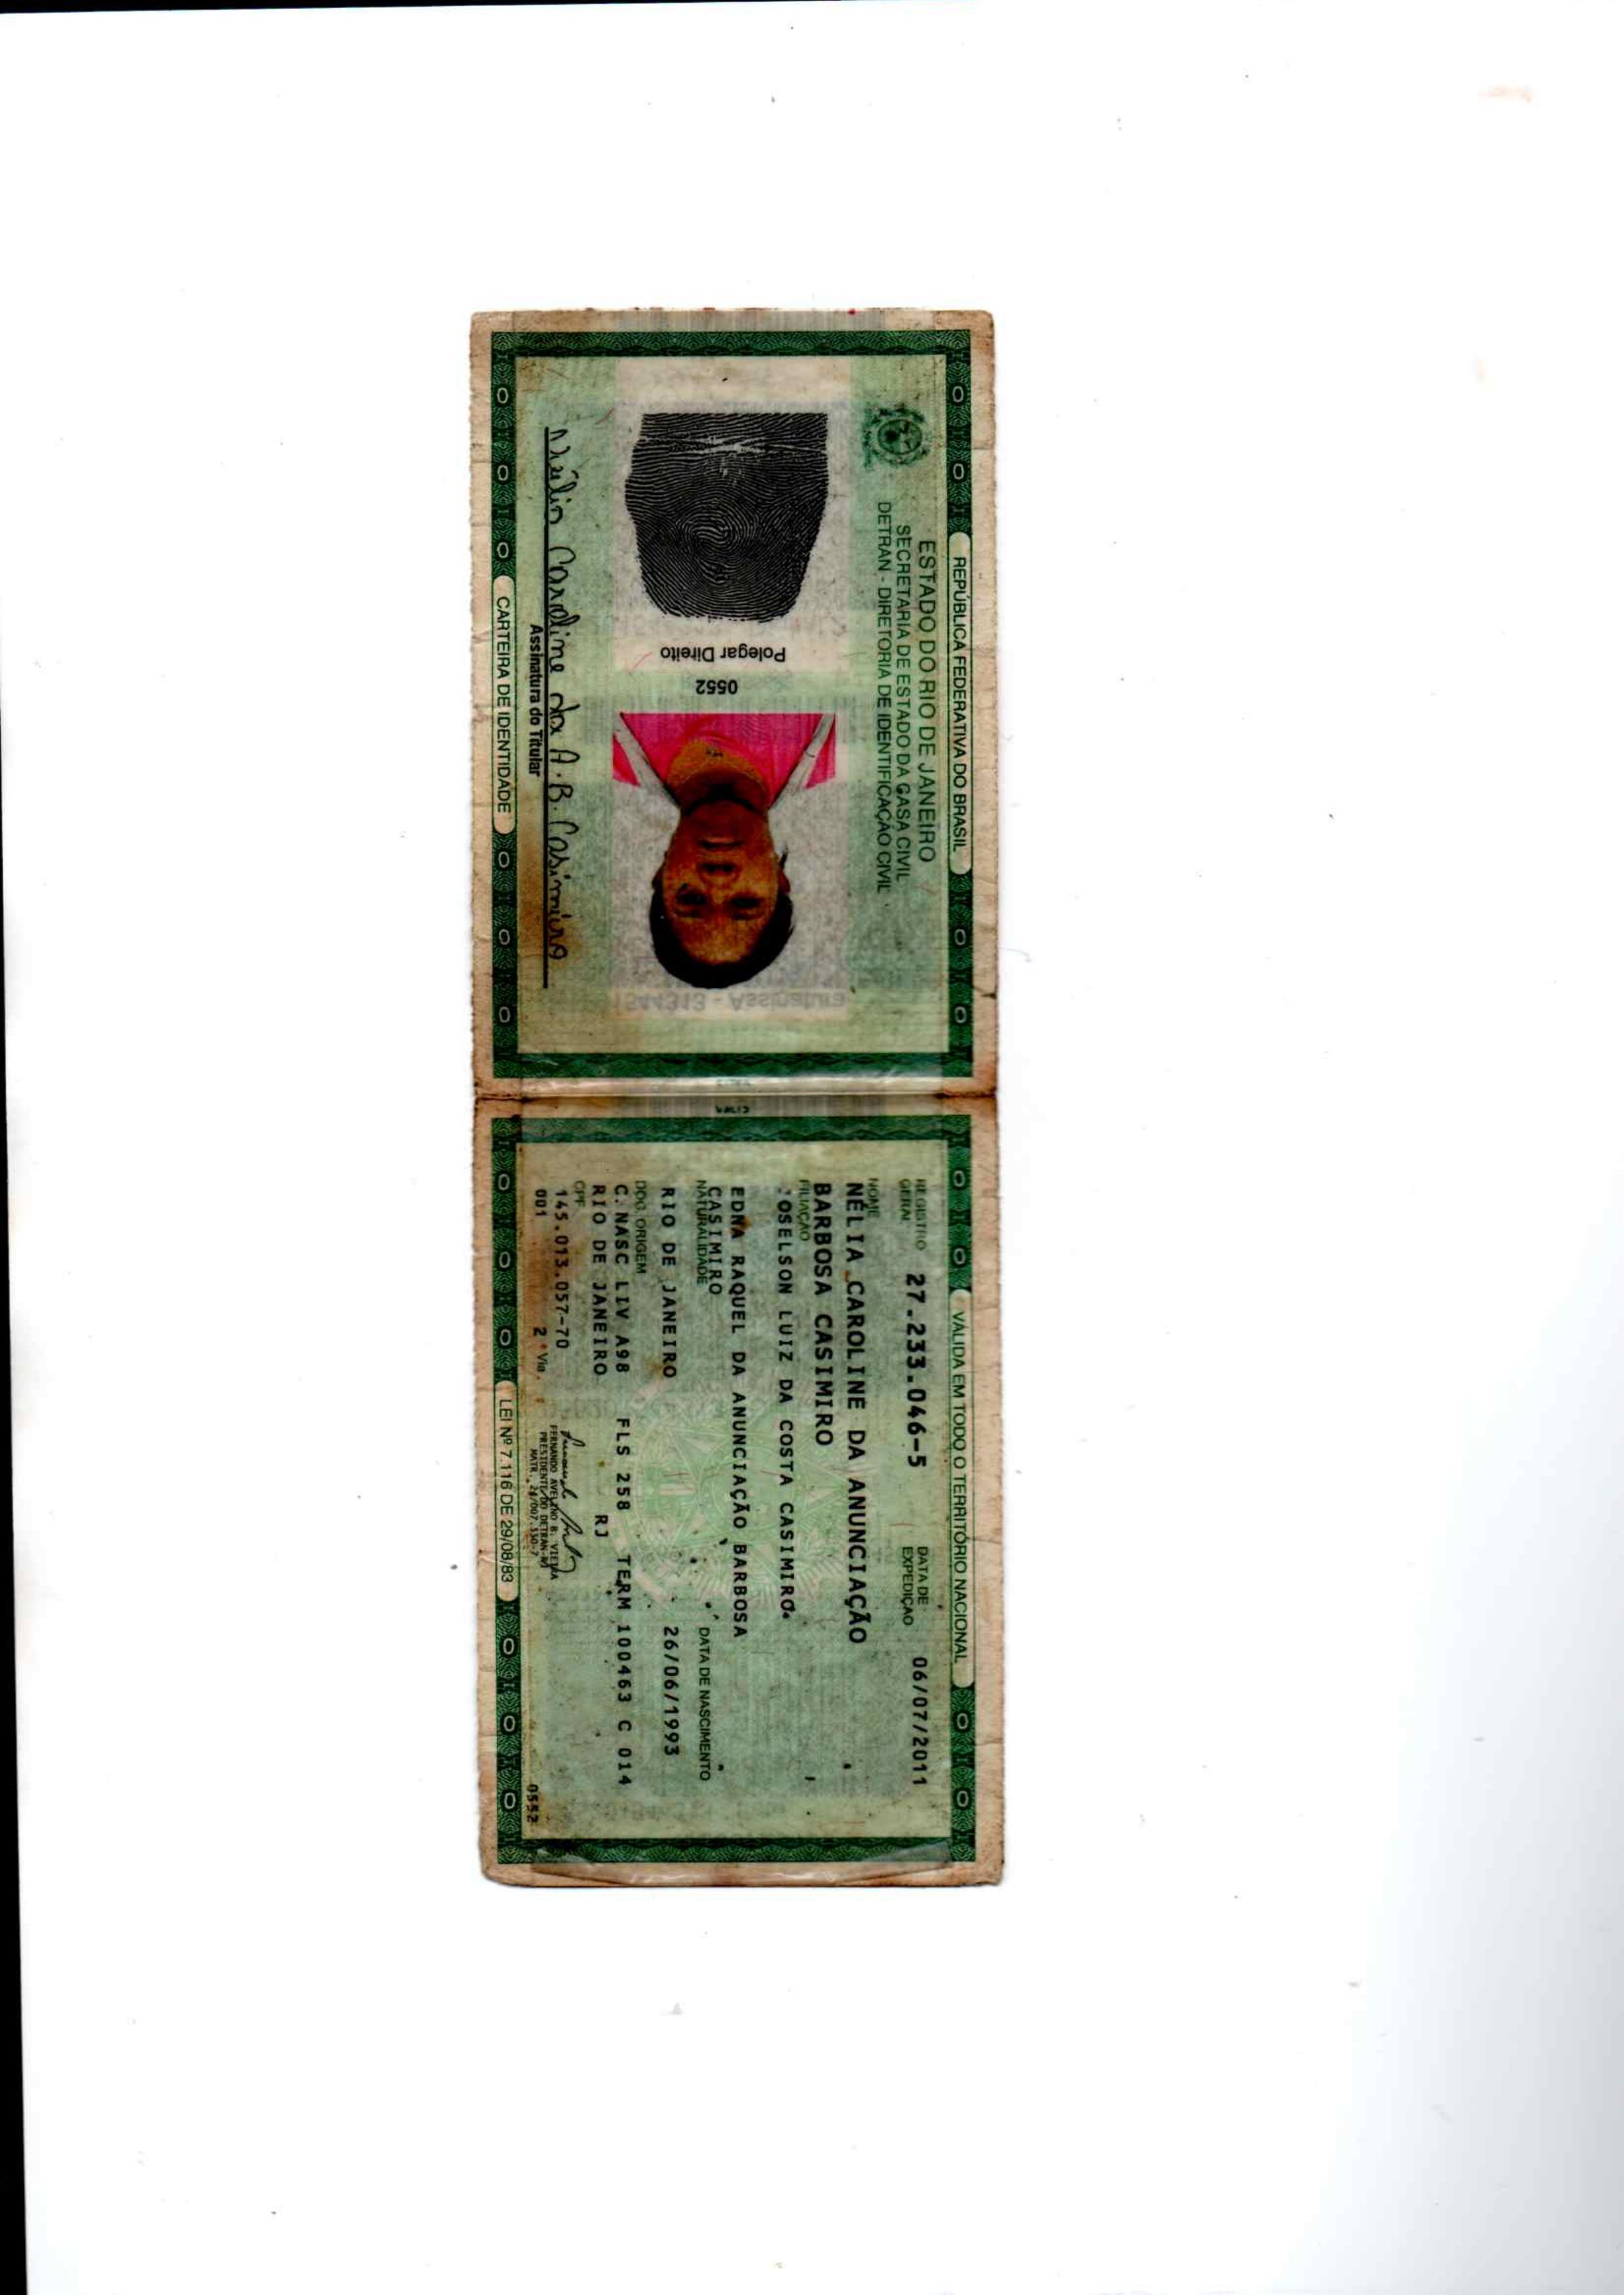 REPÚBLICA FEDERATIVA DO BRASIL
ESTADO DO RIO DE JANEIRO
SECRETARIA DE ESTADO DA CASA CIVIL
DETRAN - DIRETORIA DE IDENTIFICAÇÃO CIVIL
Polegar Direito
0552
544313 - Assinatura
Nélia Caroline da A. B. Casimiro
Assinatura do Titular
CARTEIRA DE IDENTIDADE
VÁLIDA EM TODO O TERRITÓRIO NACIONAL
REGISTRO GERAL 27.233.046-5 DATA DE EXPEDIÇÃO 06/07/2011
NOME
NÉLIA CAROLINE DA ANUNCIAÇÃO
BARBOSA CASIMIRO
FILIAÇÃO
OSELSON LUIZ DA COSTA CASIMIRO
EDNA RAQUEL DA ANUNCIAÇÃO BARBOSA
CASIMIRO
NATURALIDADE DATA DE NASCIMENTO
RIO DE JANEIRO 26/06/1993
DOC. ORIGEM
C. NASC LIV A98 FLS 258 TERM 100463 C 014
RIO DE JANEIRO RJ
CPF
145.013.057-70
001 2ª Via
FERNANDO AVELINO B. VIEIRA
PRESIDENTE DO DETRAN-RJ
0552
LEI Nº 7.116 DE 29/08/83